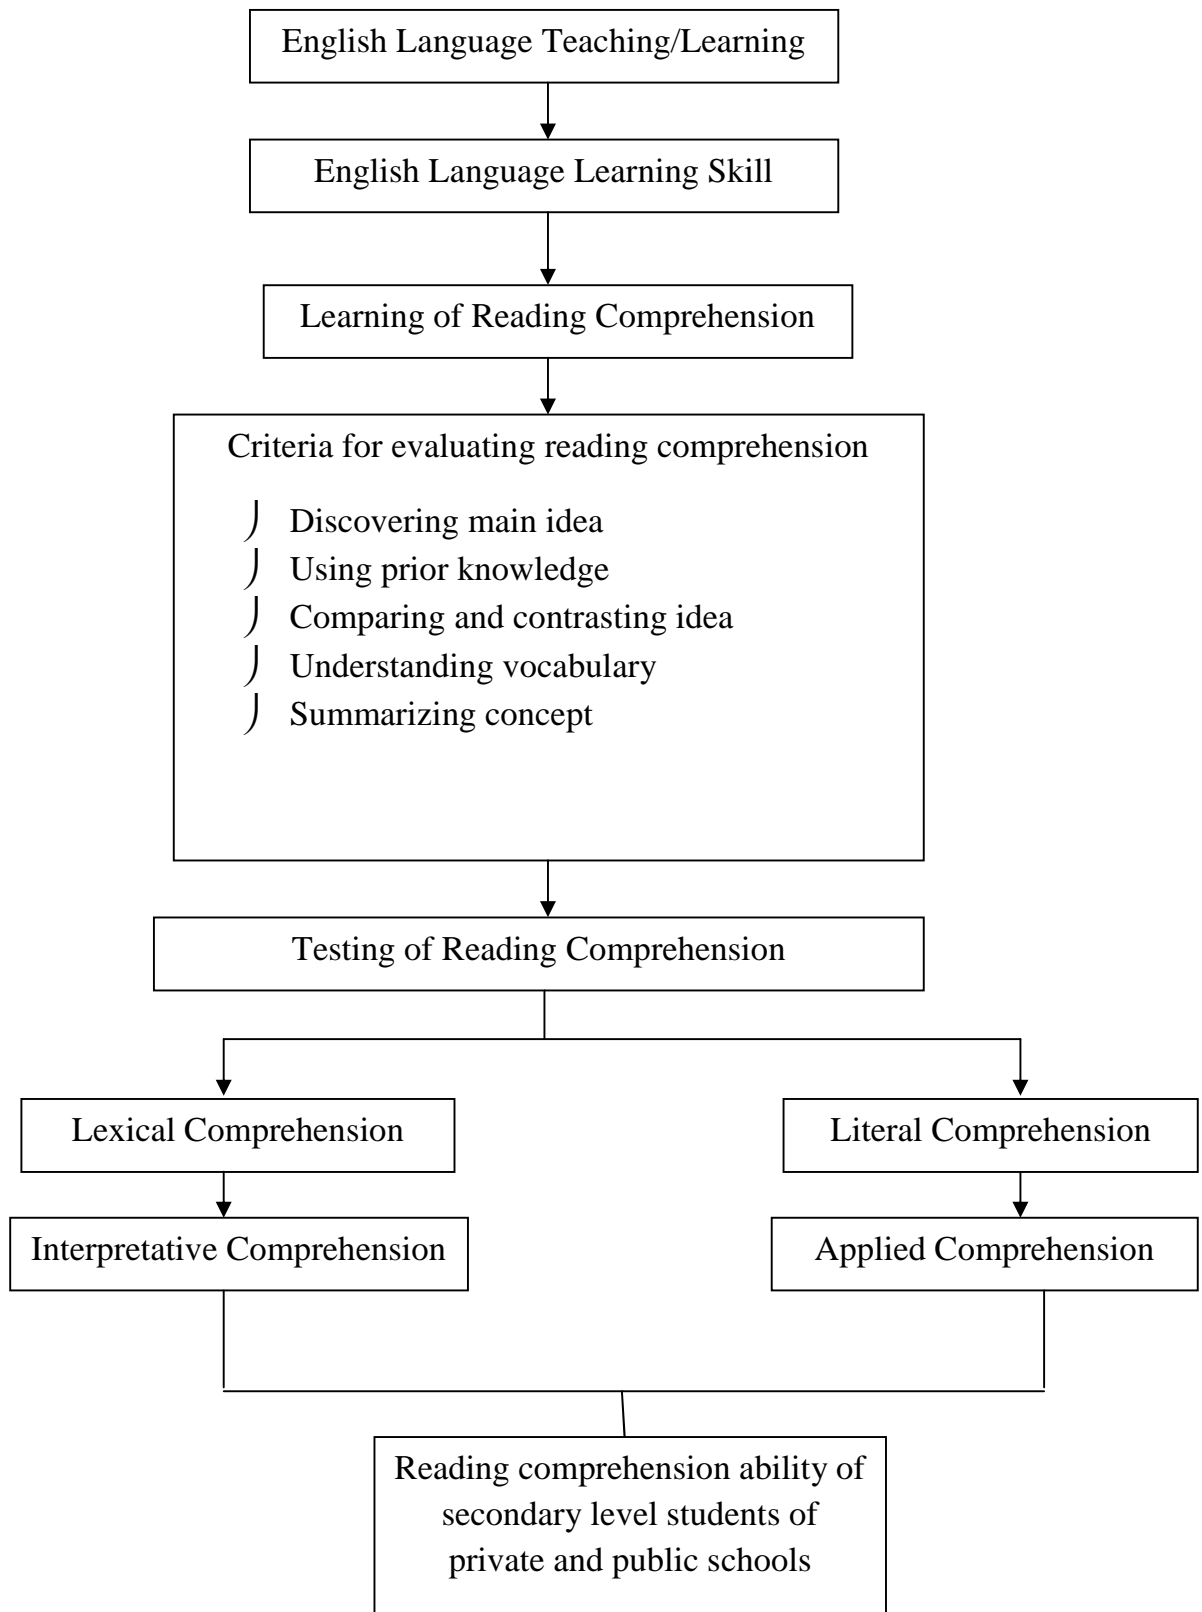 English Language Teaching/Learning
English Language Learning Skill
Learning of Reading Comprehension
Criteria for evaluating reading comprehension
Discovering main idea
Using prior knowledge
Comparing and contrasting idea
Understanding vocabulary
Summarizing concept
Testing of Reading Comprehension
Lexical Comprehension
Literal Comprehension
Interpretative Comprehension
Applied Comprehension
Reading comprehension ability of
secondary level students of
private and public schools